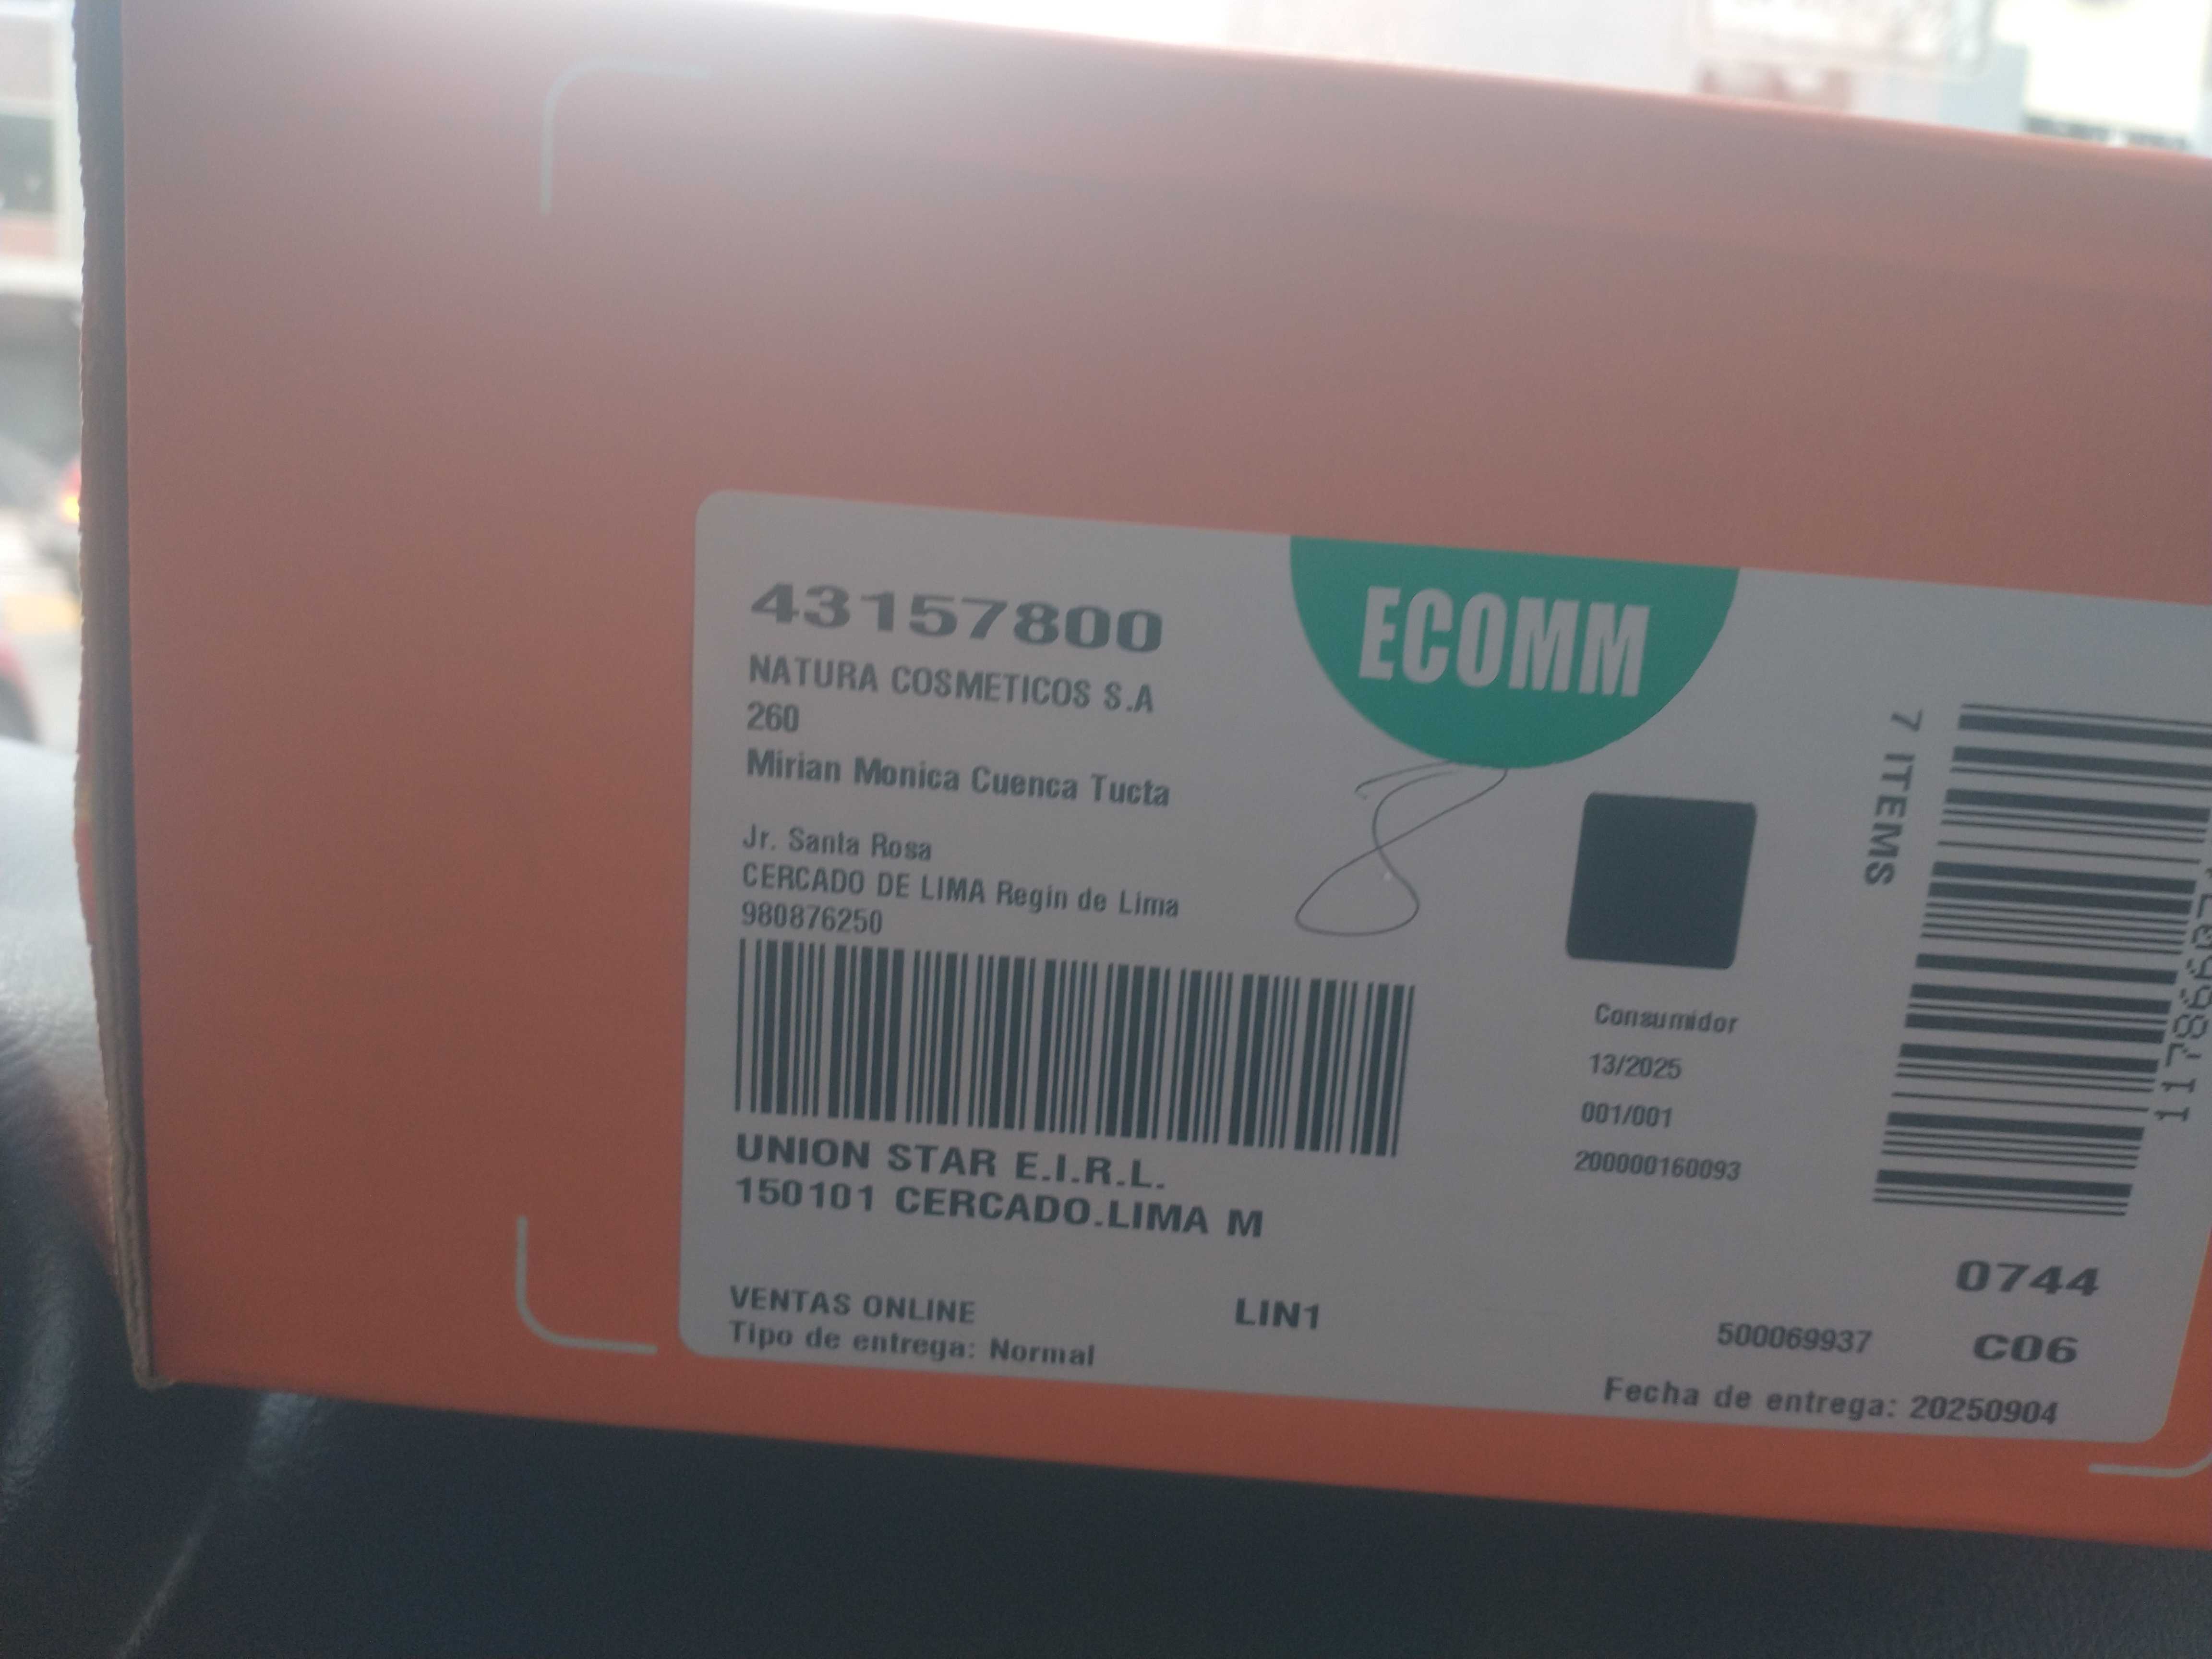 43157800
NATURA COSMETICOS S.A
260
Mirian Monica Cuenca Tucta
Jr. Santa Rosa
CERCADO DE LIMA Regin de Lima
980876250
UNION STAR E.I.R.L.
150101 CERCADO.LIMA M
VENTAS ONLINE
Tipo de entrega: Normal
LIN1
ECOMM
8
Consumidor
13/2025
001/001
200000160093
7 ITEMS
0744
500069937
C06
Fecha de entrega: 20250904